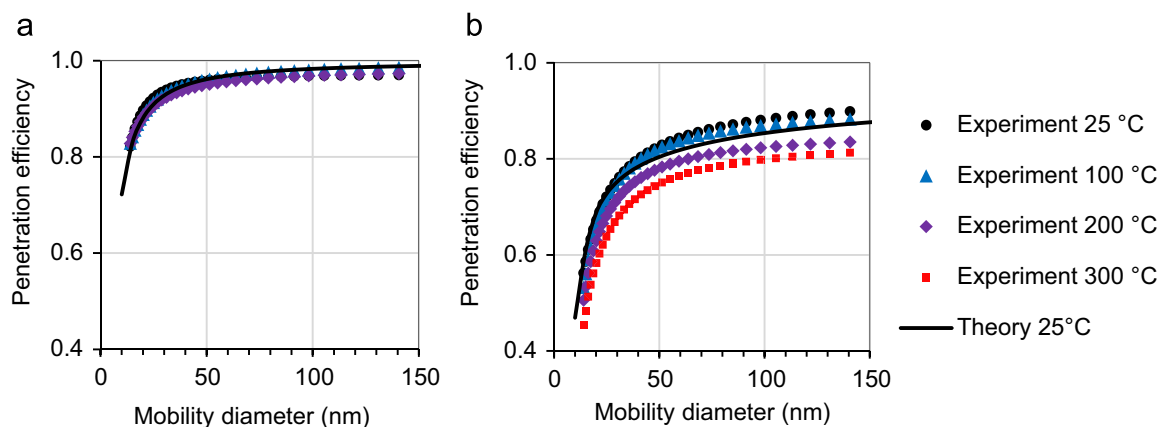 a
Penetration efficiency
1.0
0.8
0.6
0.4
0
50
100
150
Mobility diameter (nm)
b
Penetration efficiency
1.0
0.8
0.6
0.4
0
50
100
150
Mobility diameter (nm)
Experiment 25 °C
Experiment 100 °C
Experiment 200 °C
Experiment 300 °C
Theory 25°C